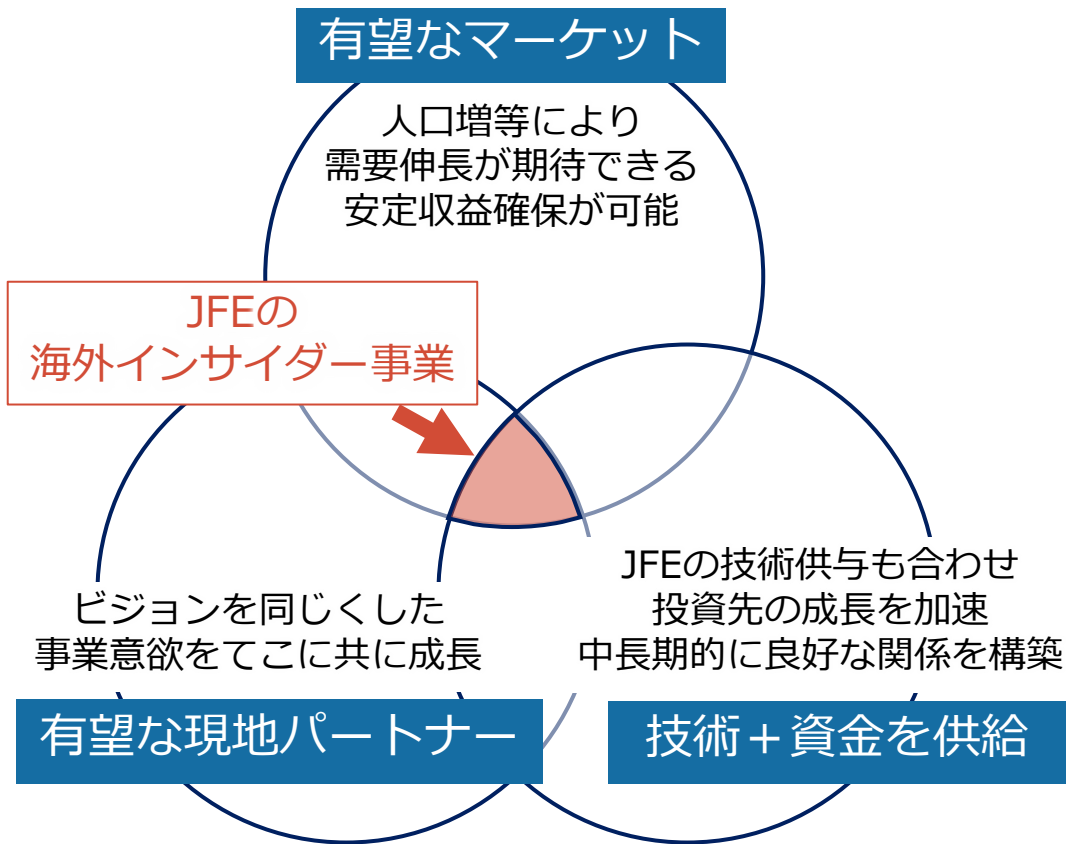 有望なマーケット
人口増等により
需要伸長が期待できる
安定収益確保が可能
JFEの
海外インサイダー事業
ビジョンを同じくした
事業意欲をてこに共に成長
有望な現地パートナー
JFEの技術供与も合わせ
投資先の成長を加速
中長期的に良好な関係を構築
技術＋資金を供給